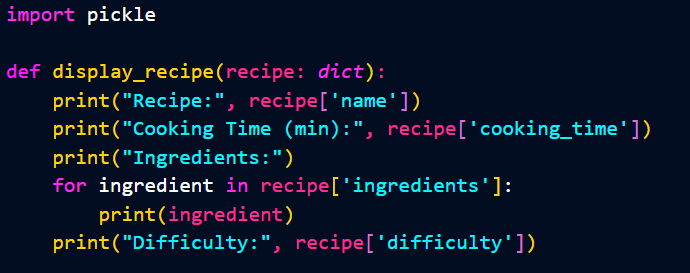 import pickle
def display_recipe(recipe: dict):
    print("Recipe:", recipe['name'])
    print("Cooking Time (min):", recipe['cooking_time'])
    print("Ingredients:")
    for ingredient in recipe['ingredients']:
        print(ingredient)
    print("Difficulty:", recipe['difficulty'])